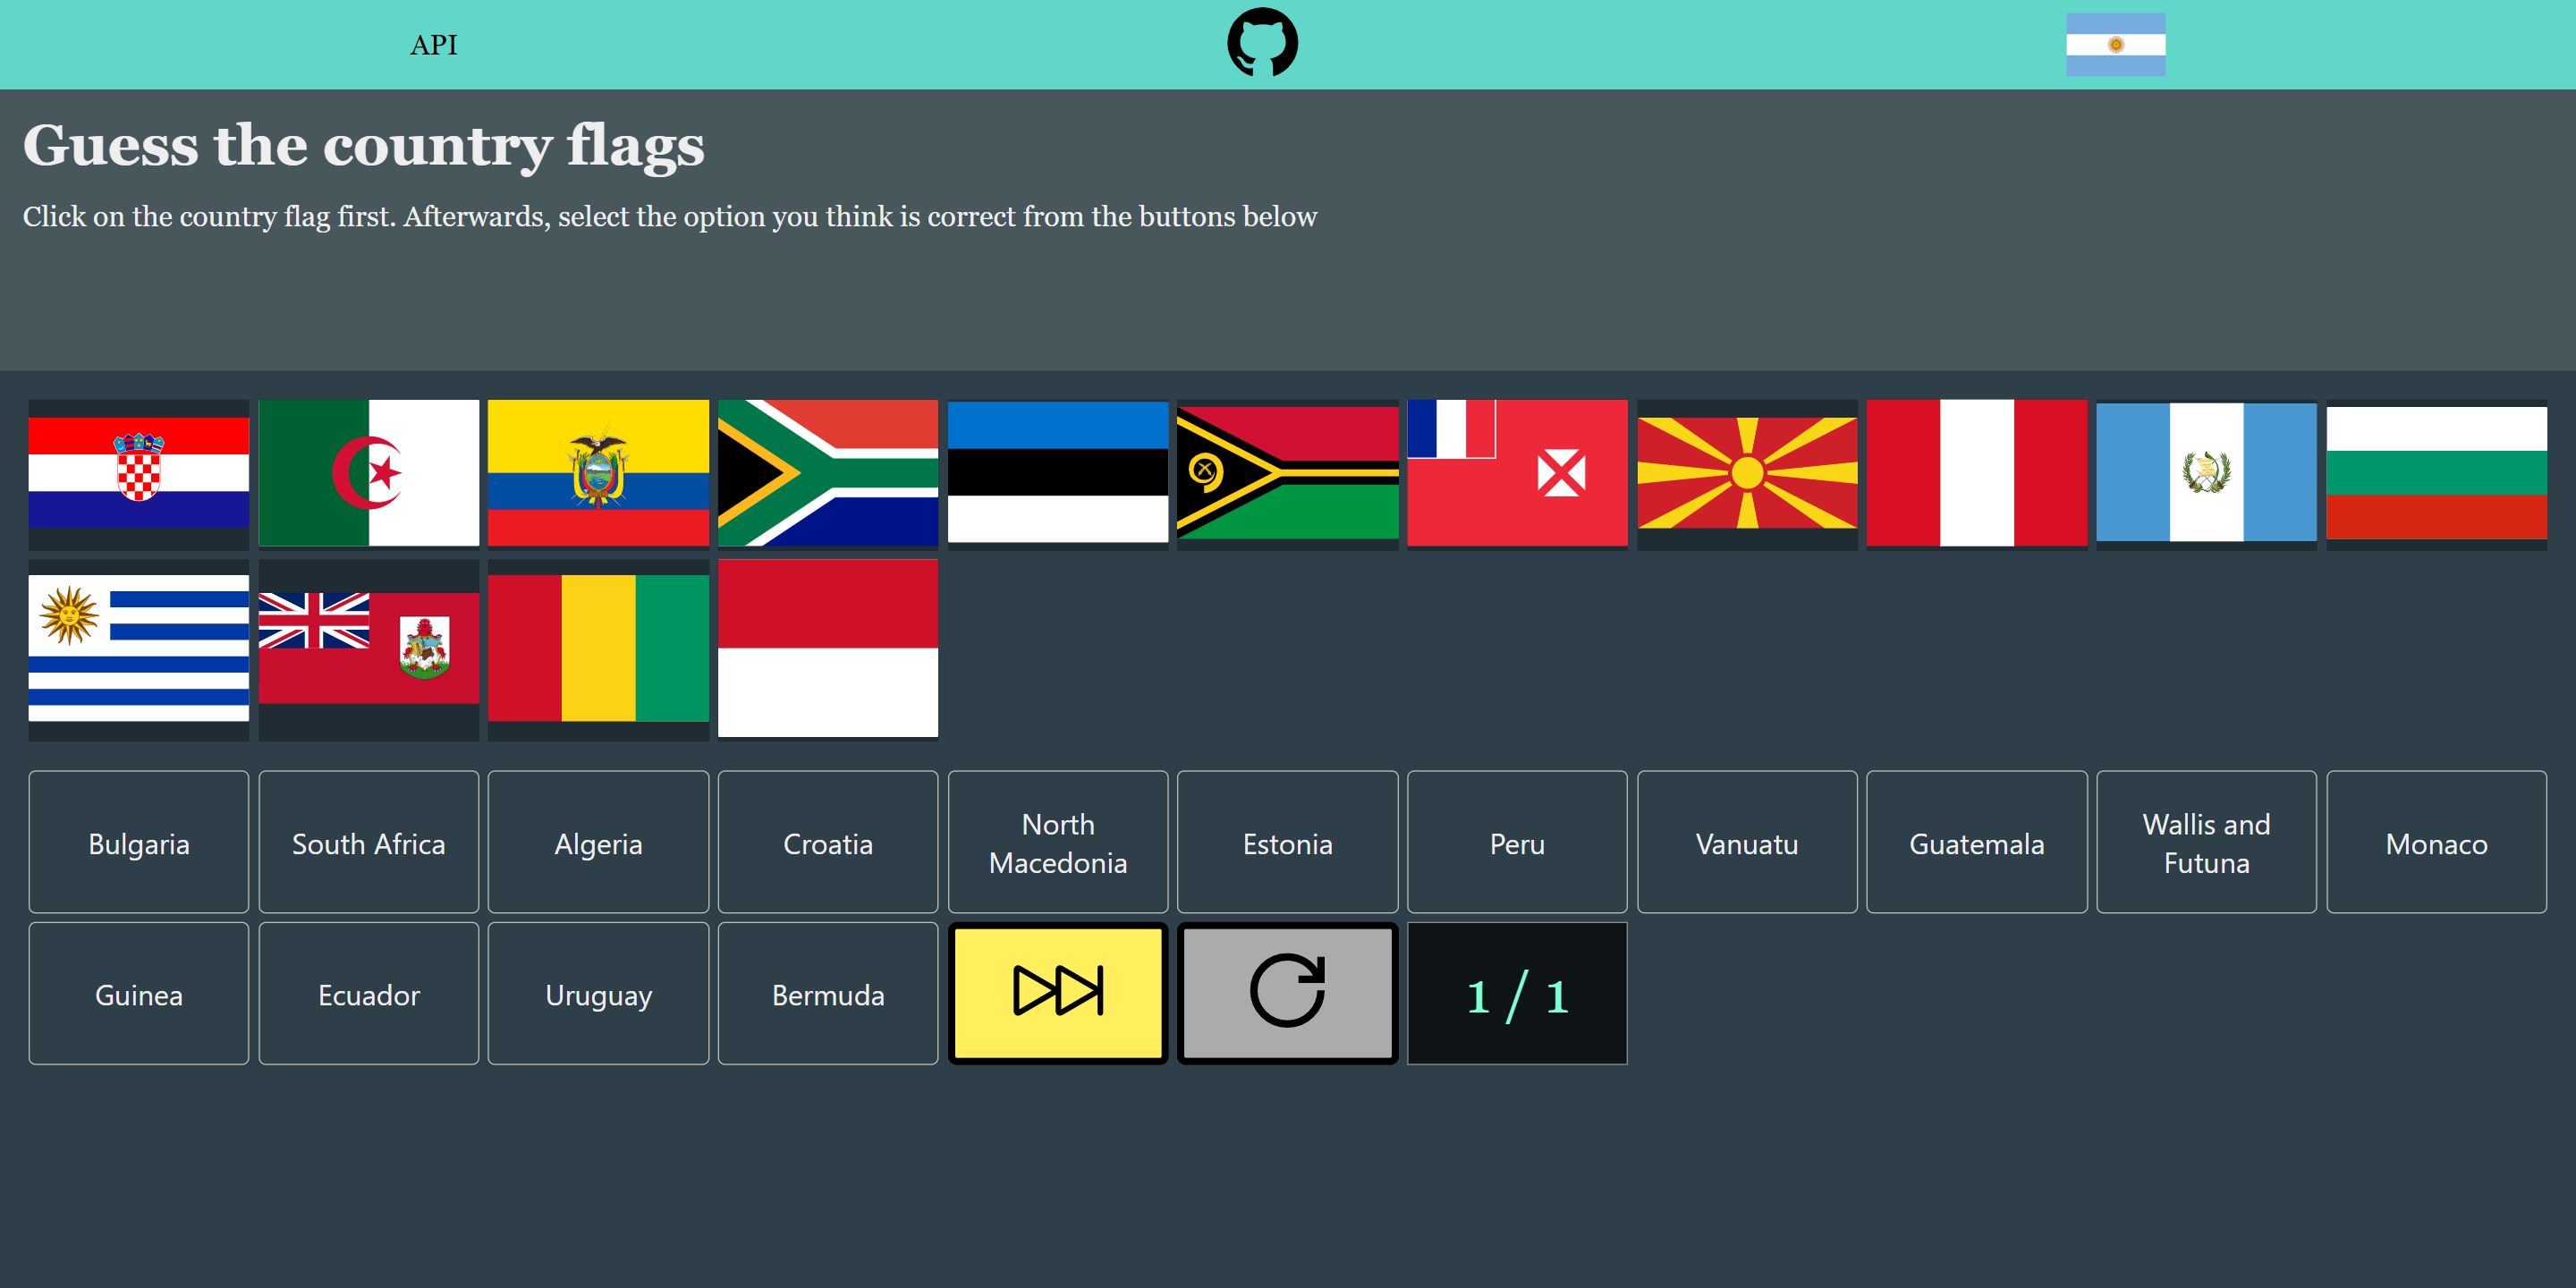 API
Guess the country flags
Click on the country flag first. Afterwards, select the option you think is correct from the buttons below
Bulgaria
South Africa
Algeria
Croatia
North
Macedonia
Estonia
Peru
Vanuatu
Guatemala
Wallis and
Futuna
Monaco
Guinea
Ecuador
Uruguay
Bermuda
1 / 1